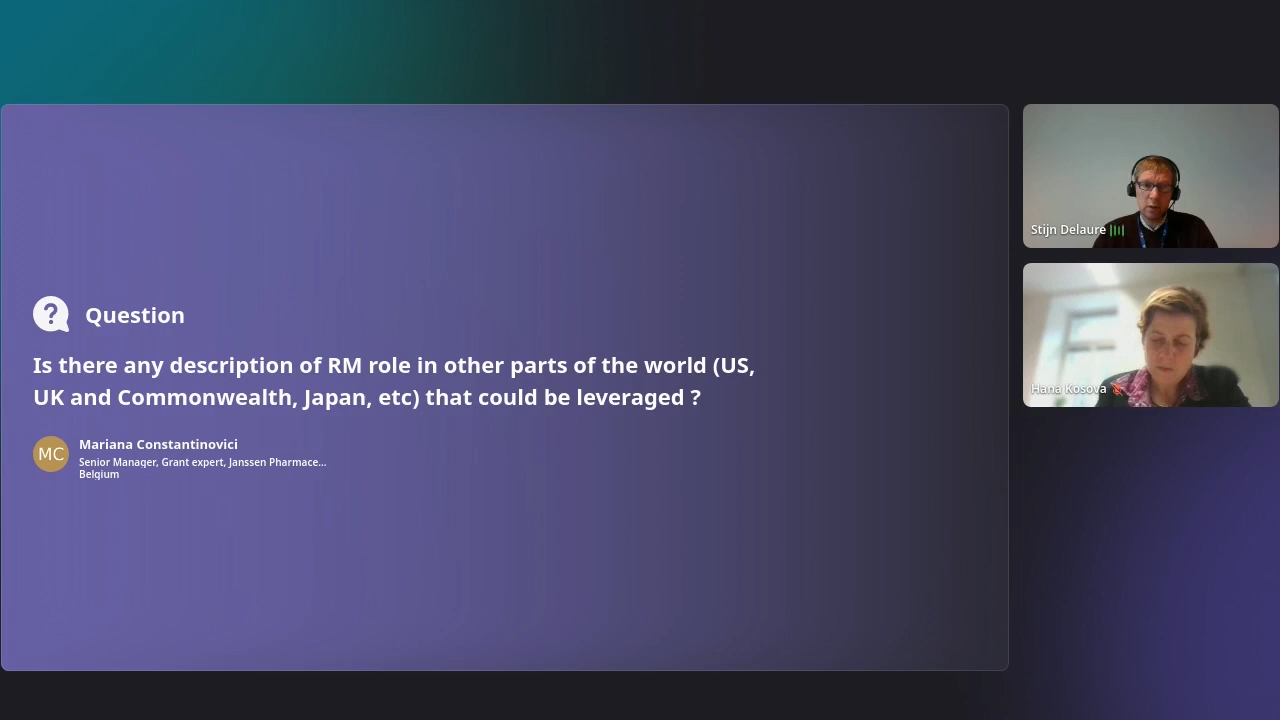 Question
Is there any description of RM role in other parts of the world (US,
UK and Commonwealth, Japan, etc) that could be leveraged ?
MC
Mariana Constantinovici
Senior Manager, Grant expert, Janssen Pharmace...
Belgium
Stijn Delaure
Hana Kosova